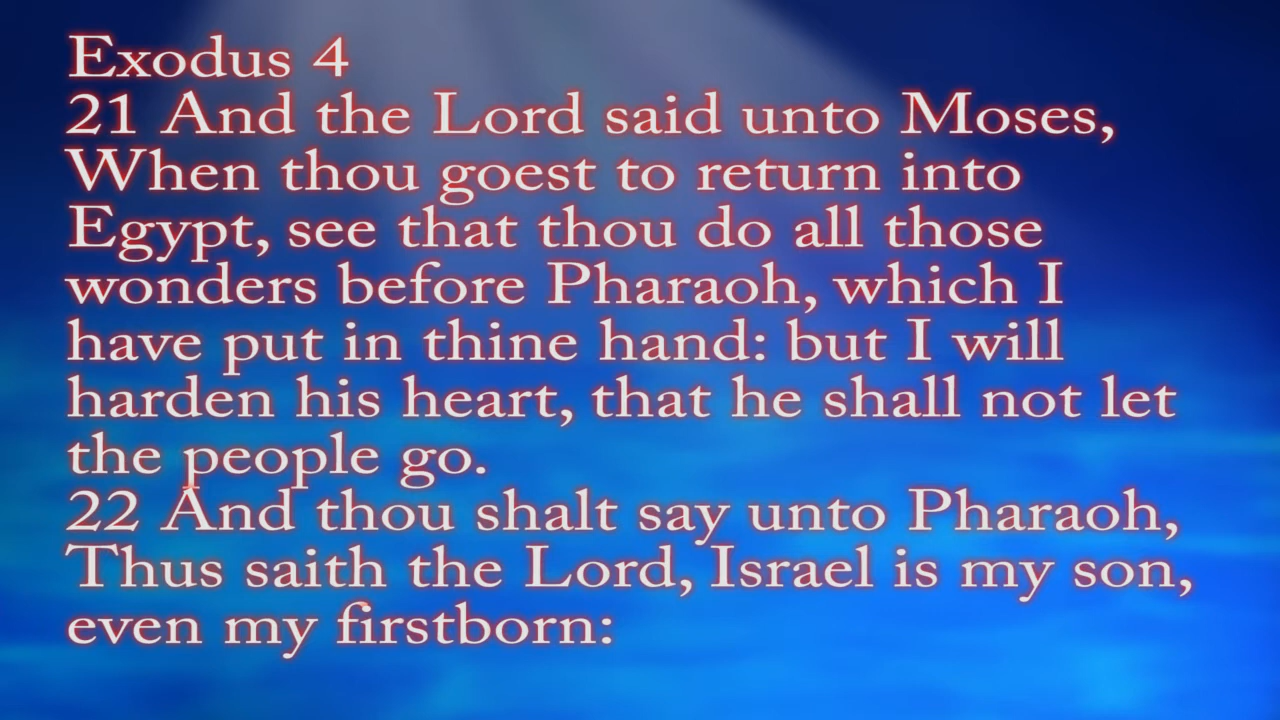 Exodus 4
21 And the Lord said unto Moses,
When thou goest to return into
Egypt, see that thou do all those
wonders before Pharaoh, which I
have put in thine hand: but I will
harden his heart, that he shall not let
the people go.
22 And thou shalt say unto Pharaoh,
Thus saith the Lord, Israel is my son,
even my firstborn: